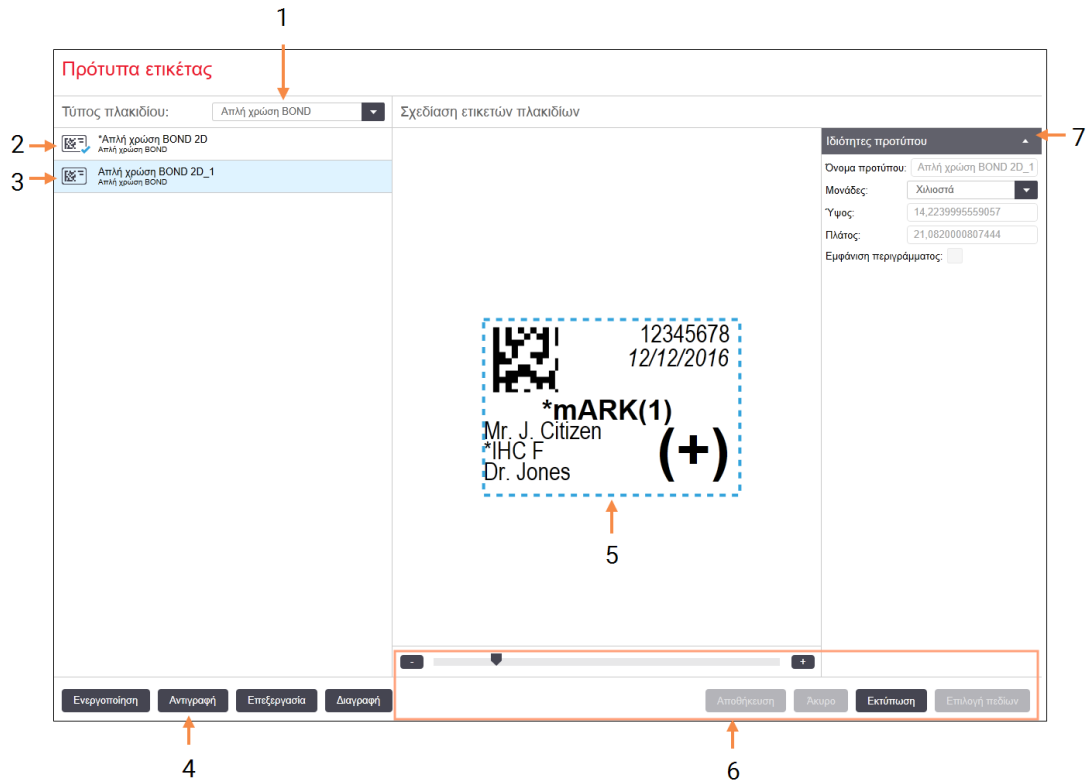 1
Πρότυπα ετικέτας
Τύπος πλακιδίου: Απλή χρώση BOND
Σχεδίαση ετικετών πλακιδίων
2
*Απλή χρώση BOND 2D
Απλή χρώση BOND
3
Απλή χρώση BOND 2D_1
Απλή χρώση BOND
7
Ιδιότητες προτύπου
Όνομα προτύπου: Απλή χρώση BOND 2D_1
Μονάδες: Χιλιοστά
Ύψος: 14,2239995559057
Πλάτος: 21,0820000807444
Εμφάνιση περιγράμματος:
12345678
12/12/2016
*mARK(1)
Mr. J. Citizen
*IHC F
Dr. Jones
(+)
5
- +
Ενεργοποίηση Αντιγραφή Επεξεργασία Διαγραφή
Αποθήκευση Άκυρο Εκτύπωση Επιλογή πεδίων
4
6